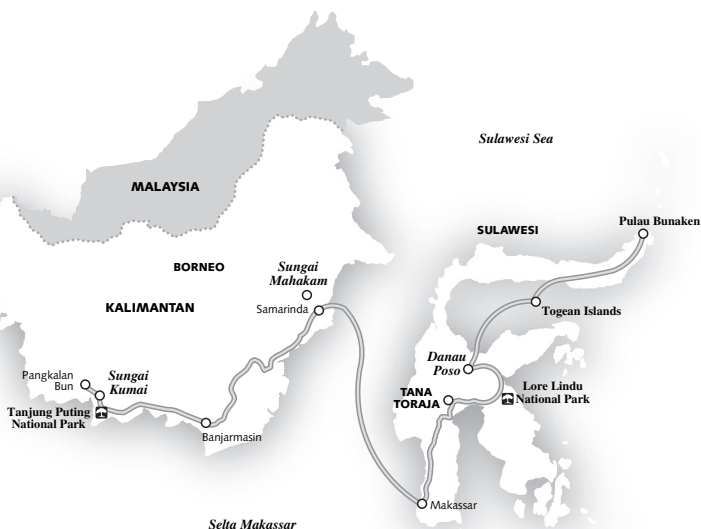 Sulawesi Sea
MALAYSIA
Pulau Bunaken
SULAWESI
BORNEO
Sungai
Mahakam
KALIMANTAN
Samarinda
Togean Islands
Danau
Poso
Pangkalan
Bun
Sungai
Kumai
Lore Lindu
National Park
TANA
TORAJA
Tanjung Puting
National Park
Banjarmasin
Makassar
Selta Makassar